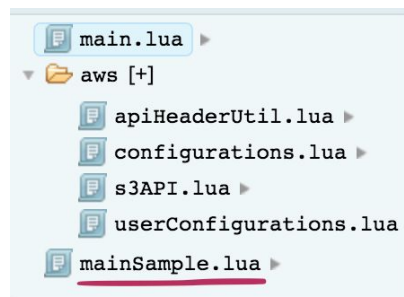 main.lua
aws [+]
apiHeaderUtil.lua
configurations.lua
s3API.lua
userConfigurations.lua
mainSample.lua